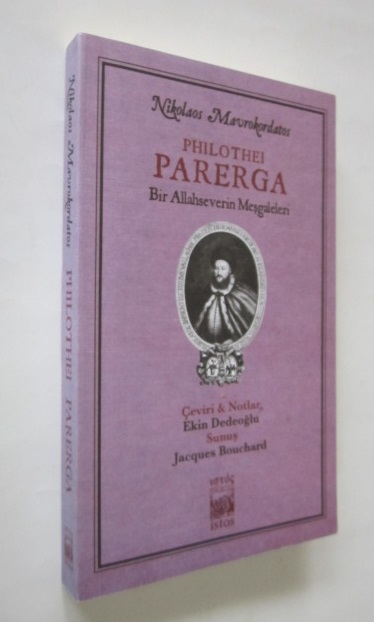 Nikolaos Mavrokordatos
PHILOTHEI
PARERGA
Bir Allahseverin Meşgaleleri
Çeviri & Notlar,
Ekin Dedeoğlu
Sunuş
Jacques Bouchard
ιστός
istos
Nikolaos Mavrokordatos
PHILOTHEI PARERGA